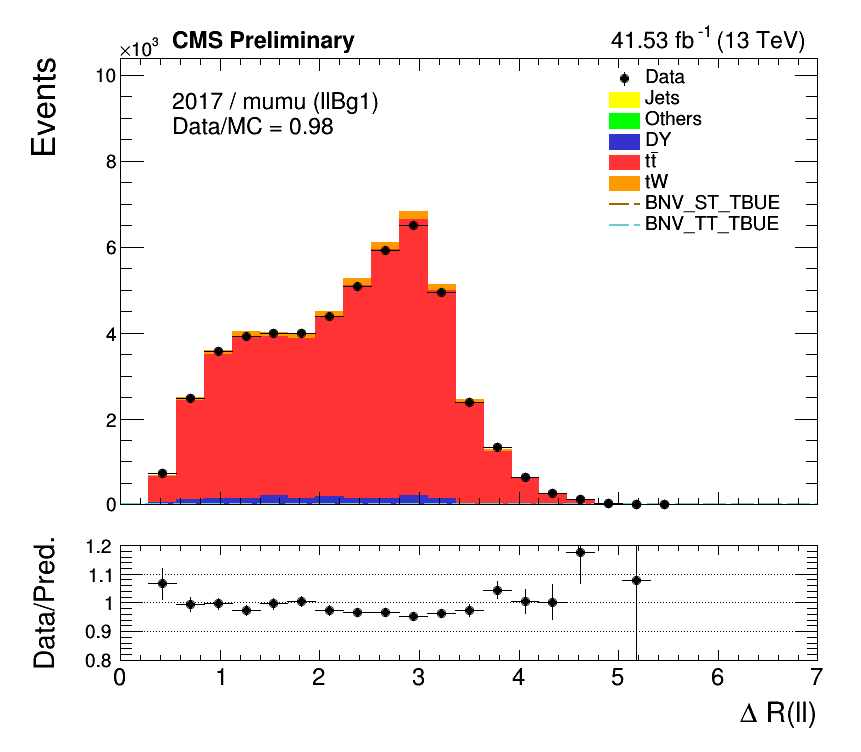 ×10³ CMS Preliminary 41.53 fb⁻¹ (13 TeV)
Events
10
8
6
4
2
0
2017 / mumu (llBg1)
Data/MC = 0.98
Data
Jets
Others
DY
tt̄
tW
BNV_ST_TBUE
BNV_TT_TBUE
Data/Pred.
1.2
1.1
1
0.9
0.8
0 1 2 3 4 5 6 7
Δ R(ll)